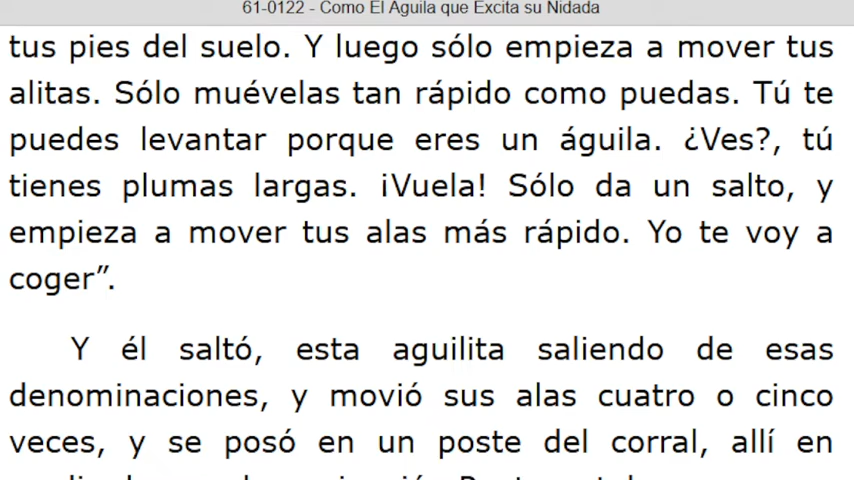 61-0122 - Como El Aguila que Excita su Nidada
tus pies del suelo. Y luego sólo empieza a mover tus
alitas. Sólo muévelas tan rápido como puedas. Tú te
puedes levantar porque eres un águila. ¿Ves?, tú
tienes plumas largas. ¡Vuela! Sólo da un salto, y
empieza a mover tus alas más rápido. Yo te voy a
coger”.
Y él saltó, esta aguilita saliendo de esas
denominaciones, y movió sus alas cuatro o cinco
veces, y se posó en un poste del corral, allí en